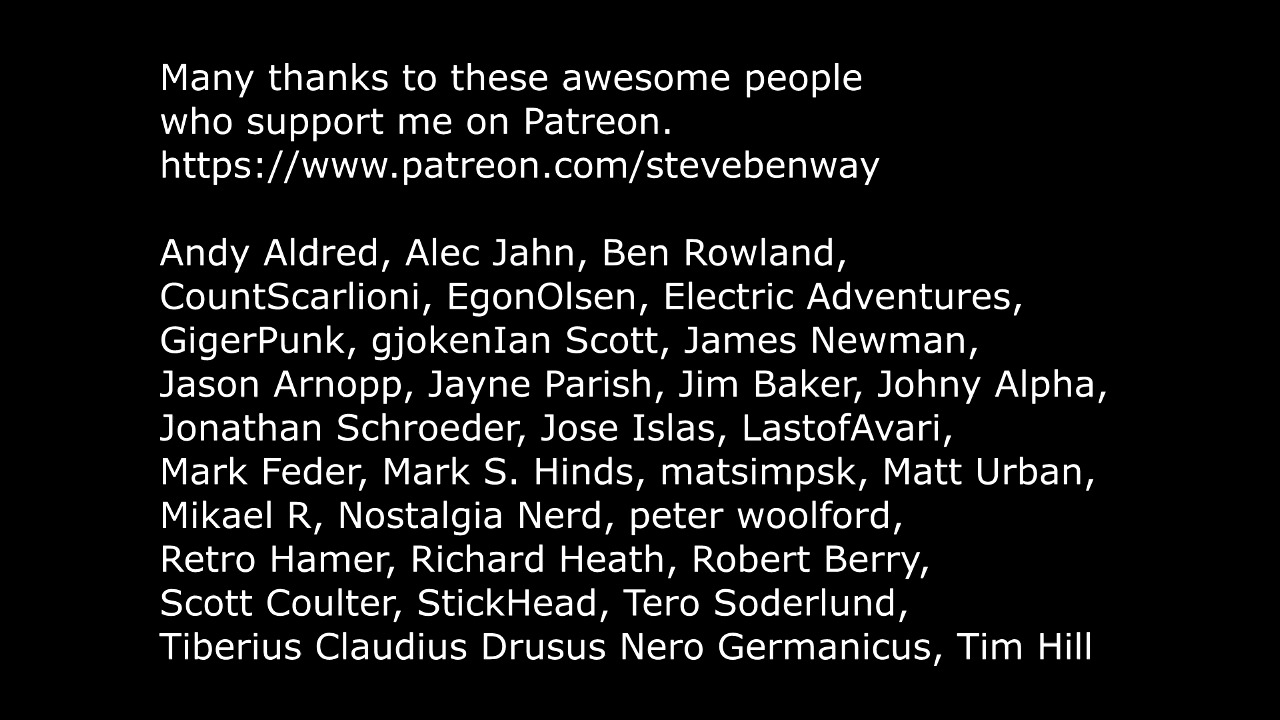 Many thanks to these awesome people
who support me on Patreon.
https://www.patreon.com/stevebenway
Andy Aldred, Alec Jahn, Ben Rowland,
CountScarlioni, EgonOlsen, Electric Adventures,
GigerPunk, gjokenIan Scott, James Newman,
Jason Arnopp, Jayne Parish, Jim Baker, Johny Alpha,
Jonathan Schroeder, Jose Islas, LastofAvari,
Mark Feder, Mark S. Hinds, matsimpsk, Matt Urban,
Mikael R, Nostalgia Nerd, peter woolford,
Retro Hamer, Richard Heath, Robert Berry,
Scott Coulter, StickHead, Tero Soderlund,
Tiberius Claudius Drusus Nero Germanicus, Tim Hill